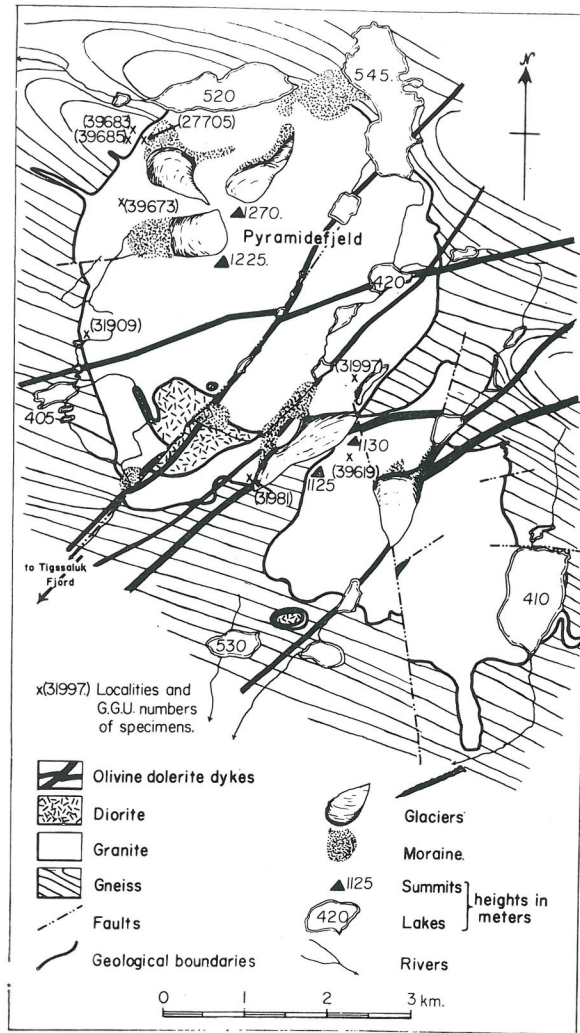 N
545.
520
(39683)
(39685)
(27705)
x(39673)
1270.
Pyramidefjeld
1225.
420
(31909)
(31997)
405
1130
(39619)
1125
(31981)
to Tigssaluk
Fjord
410
530
x(31997) Localities and
G.G.U. numbers
of specimens.
Olivine dolerite dykes
Diorite
Granite
Gneiss
Faults
Geological boundaries
Glaciers
Moraine.
1125 Summits
420 Lakes
heights in
meters
Rivers
0 1 2 3 km.